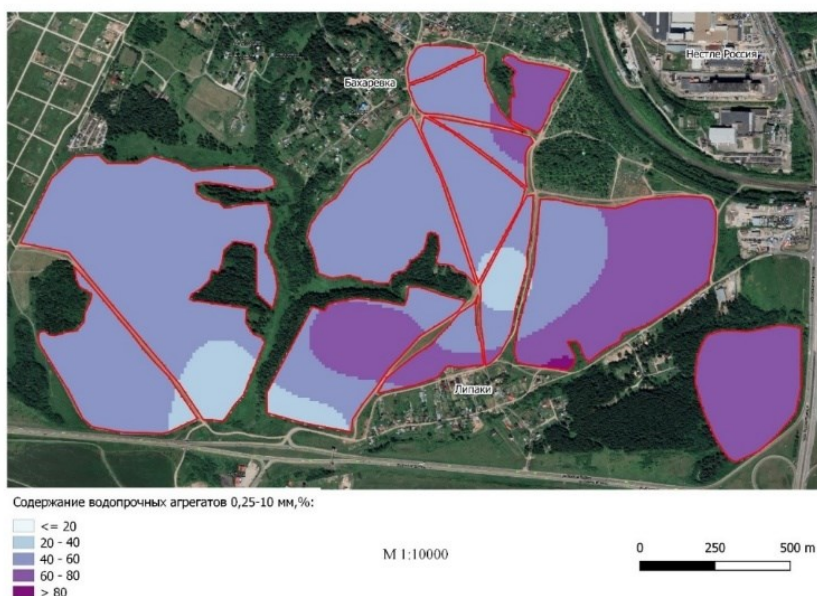 Бахаревка
Нестле Россия
Липаки
Содержание водопрочных агрегатов 0,25-10 мм,%:
<= 20
20 - 40
40 - 60
60 - 80
> 80
М 1:10000
0 250 500 m